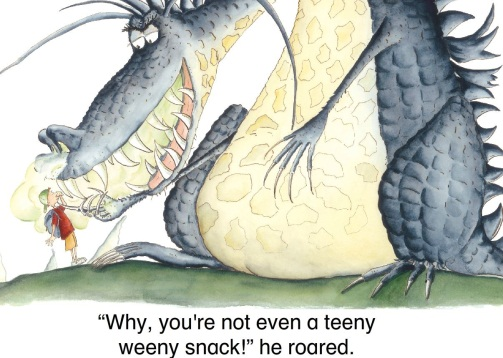 “Why, you're not even a teeny
weeny snack!” he roared.